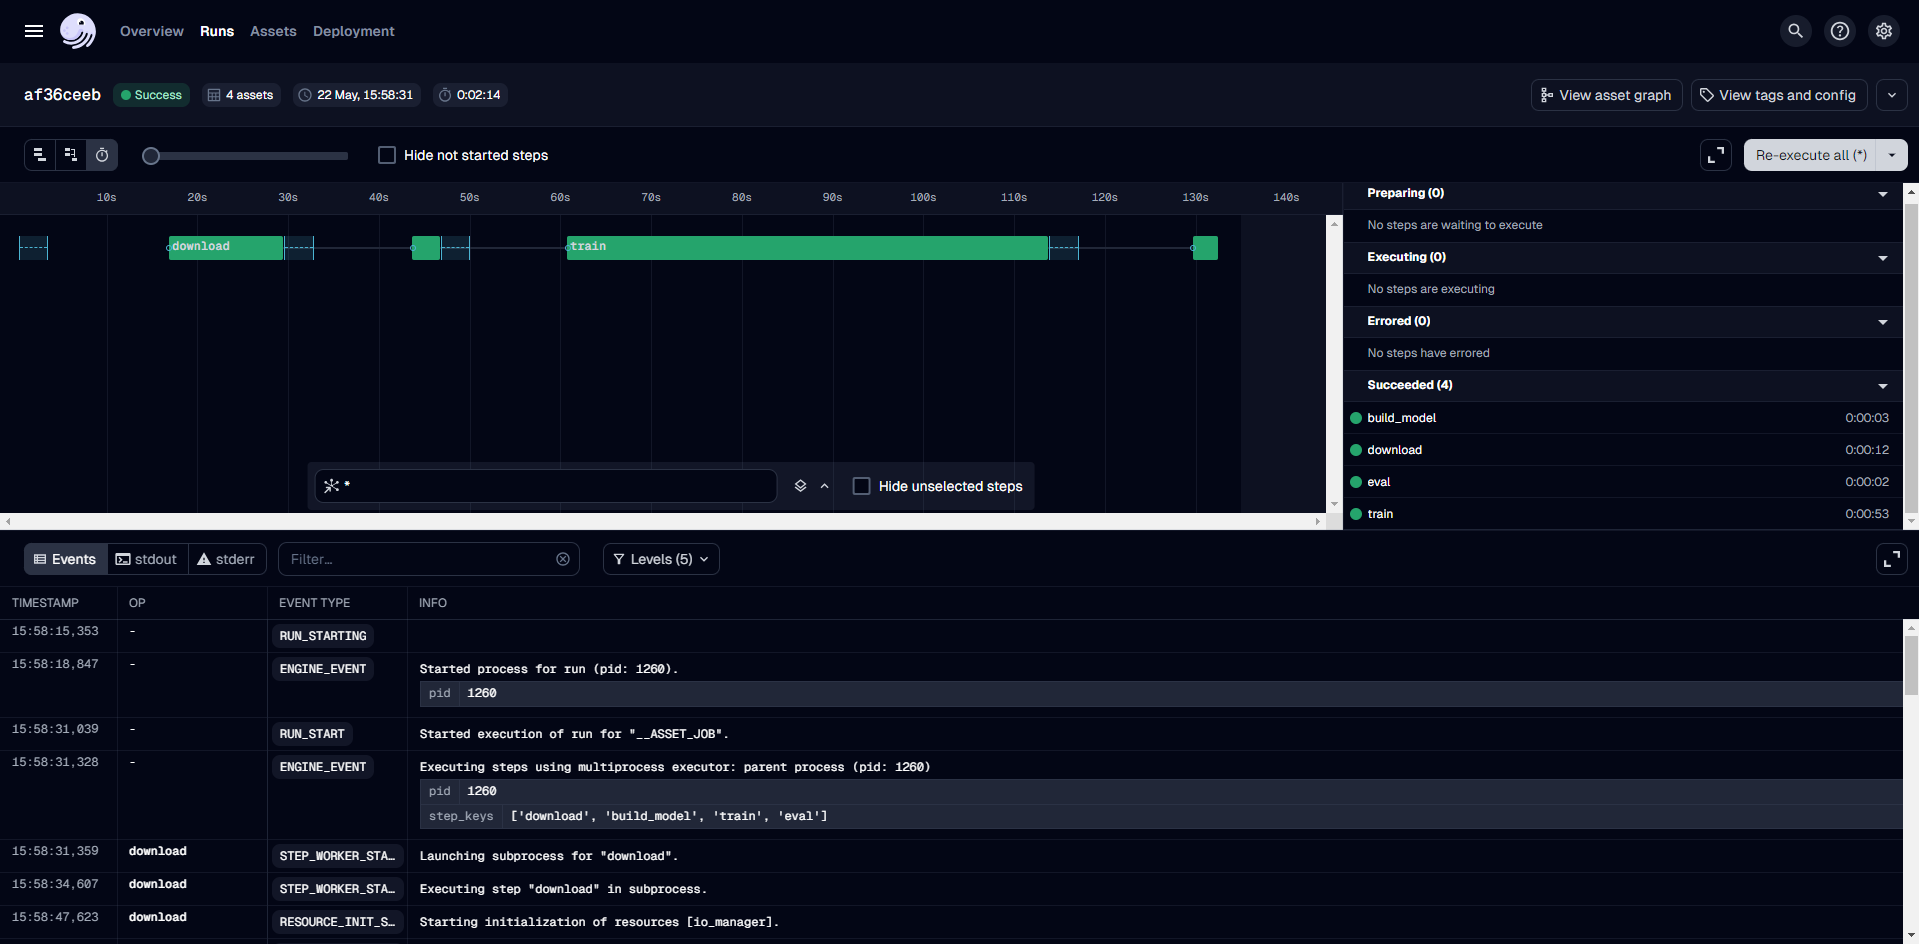 Overview Runs Assets Deployment
af36ceeb Success 4 assets 22 May, 15:58:31 0:02:14 View asset graph View tags and config
Hide not started steps Re-execute all (*)
10s 20s 30s 40s 50s 60s 70s 80s 90s 100s 110s 120s 130s 140s
download train
* Hide unselected steps
Preparing (0)
No steps are waiting to execute
Executing (0)
No steps are executing
Errored (0)
No steps have errored
Succeeded (4)
build_model 0:00:03
download 0:00:12
eval 0:00:02
train 0:00:53
Events stdout stderr Filter... Levels (5)
TIMESTAMP OP EVENT TYPE INFO
15:58:15,353 - RUN_STARTING
15:58:18,847 - ENGINE_EVENT Started process for run (pid: 1260).
pid 1260
15:58:31,039 - RUN_START Started execution of run for "__ASSET_JOB".
15:58:31,328 - ENGINE_EVENT Executing steps using multiprocess executor: parent process (pid: 1260)
pid 1260
step_keys ['download', 'build_model', 'train', 'eval']
15:58:31,359 download STEP_WORKER_STA… Launching subprocess for "download".
15:58:34,607 download STEP_WORKER_STA… Executing step "download" in subprocess.
15:58:47,623 download RESOURCE_INIT_S… Starting initialization of resources [io_manager].